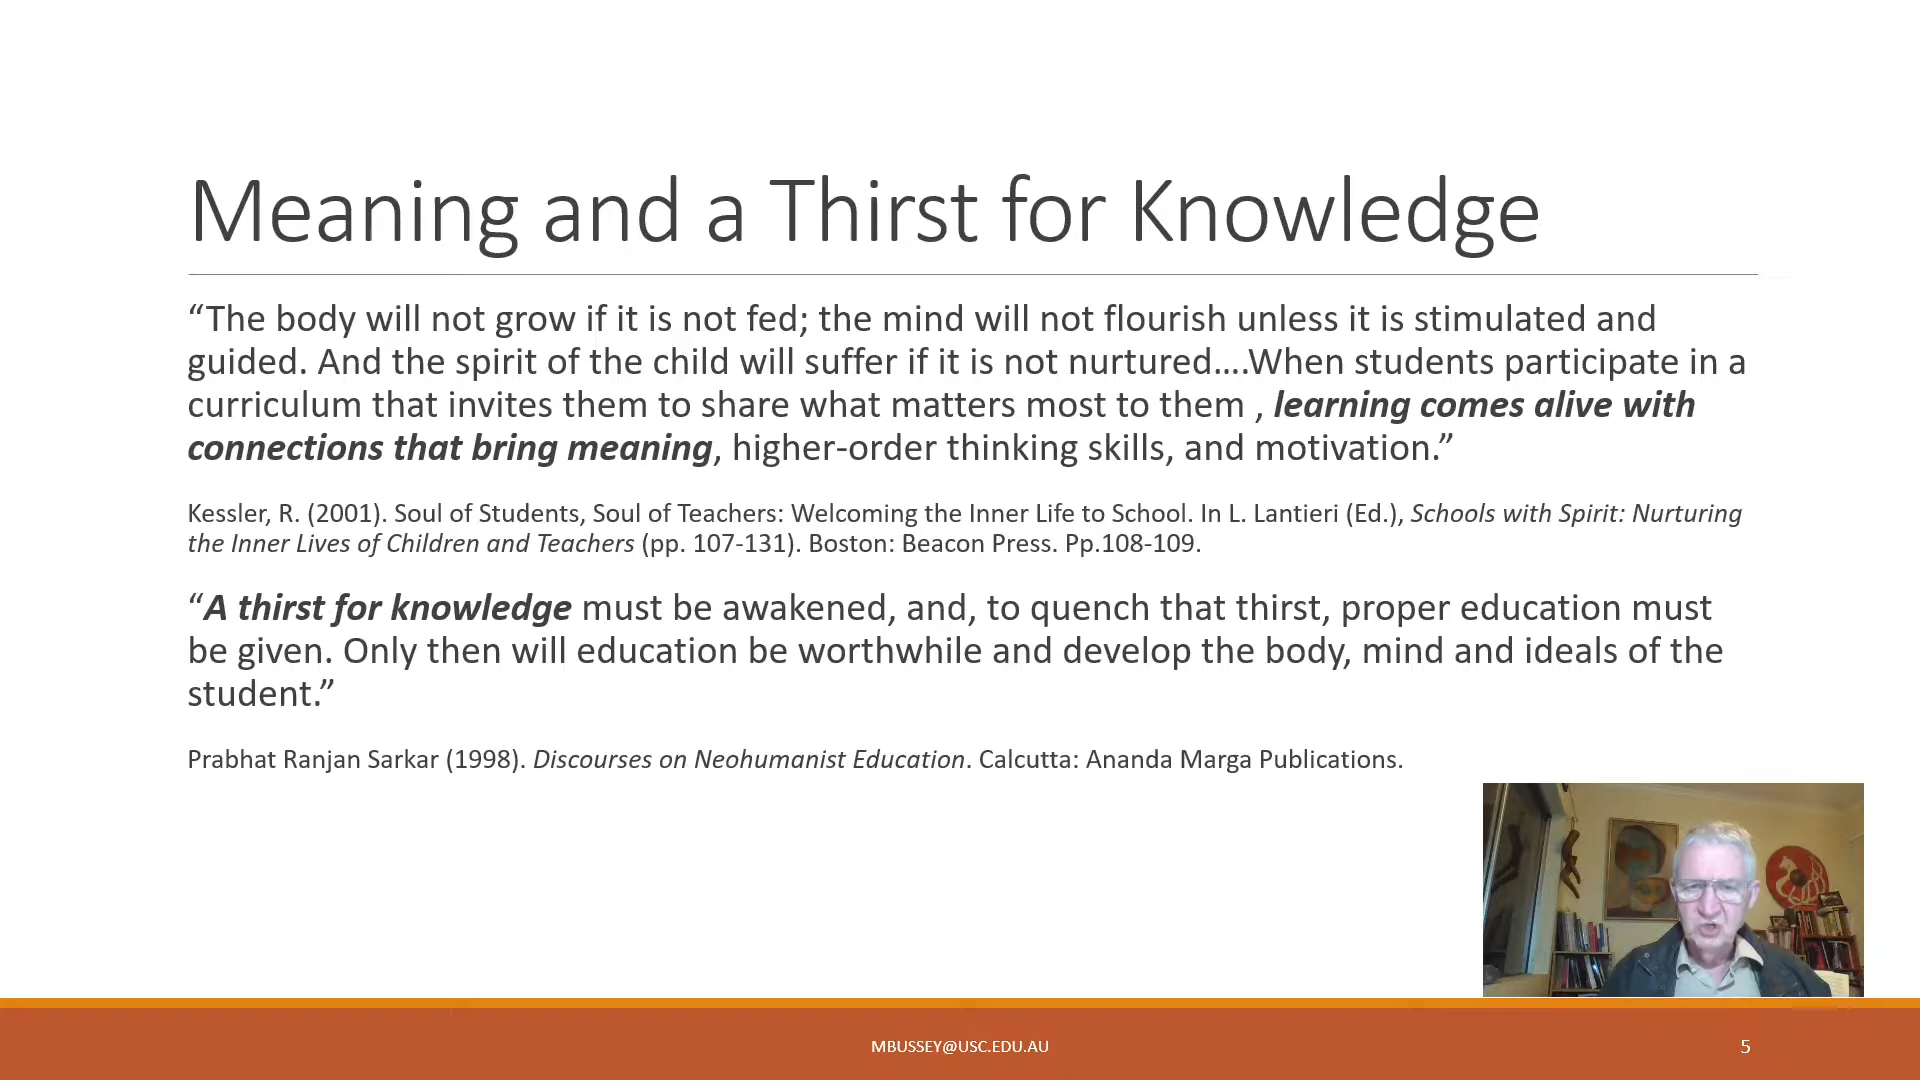 Meaning and a Thirst for Knowledge
“The body will not grow if it is not fed; the mind will not flourish unless it is stimulated and
guided. And the spirit of the child will suffer if it is not nurtured….When students participate in a
curriculum that invites them to share what matters most to them , learning comes alive with
connections that bring meaning, higher-order thinking skills, and motivation.”
Kessler, R. (2001). Soul of Students, Soul of Teachers: Welcoming the Inner Life to School. In L. Lantieri (Ed.), Schools with Spirit: Nurturing
the Inner Lives of Children and Teachers (pp. 107-131). Boston: Beacon Press. Pp.108-109.
“A thirst for knowledge must be awakened, and, to quench that thirst, proper education must
be given. Only then will education be worthwhile and develop the body, mind and ideals of the
student.”
Prabhat Ranjan Sarkar (1998). Discourses on Neohumanist Education. Calcutta: Ananda Marga Publications.
MBUSSEY@USC.EDU.AU
5